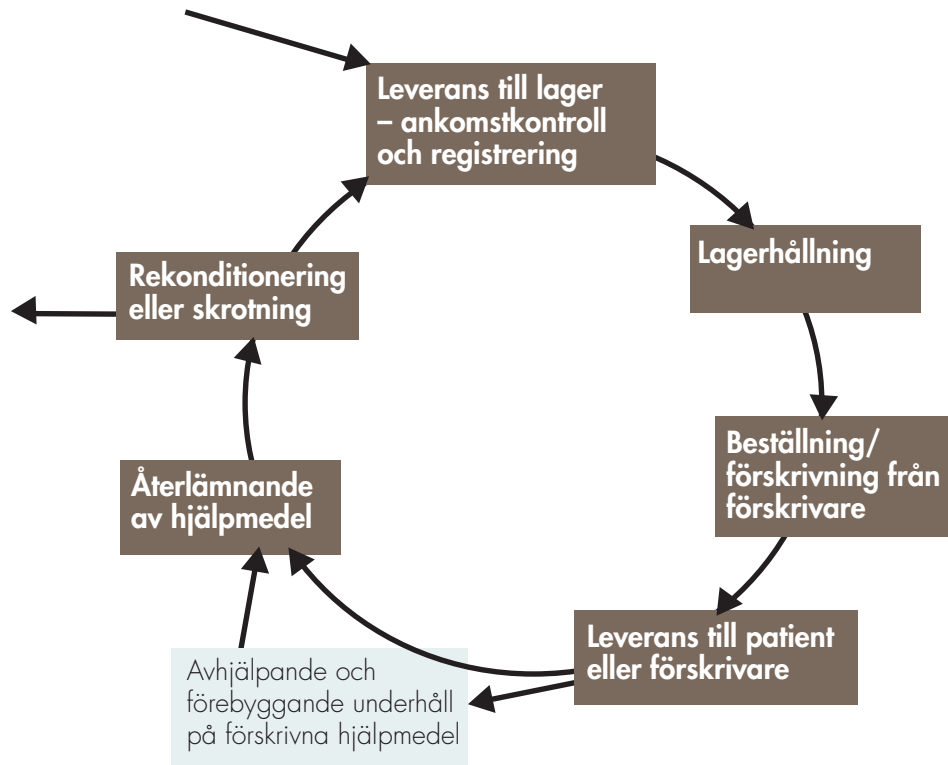 Leverans till lager
– ankomstkontroll
och registrering
Lagerhållning
Beställning/
förskrivning från
förskrivare
Leverans till patient
eller förskrivare
Avhjälpande och
förebyggande underhåll
på förskrivna hjälpmedel
Återlämnande
av hjälpmedel
Rekonditionering
eller skrotning